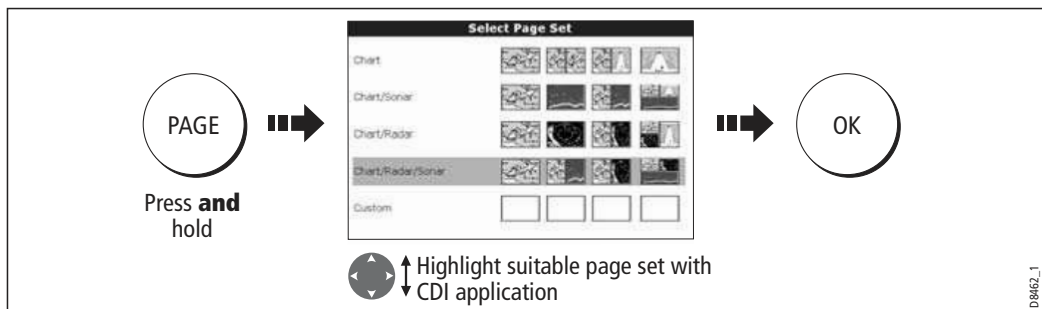 Select Page Set
Chart
Chart/Sonar
Chart/Radar
Chart/Radar/Sonar
Custom
PAGE
Press and
hold
OK
Highlight suitable page set with
CDI application
D8462_1